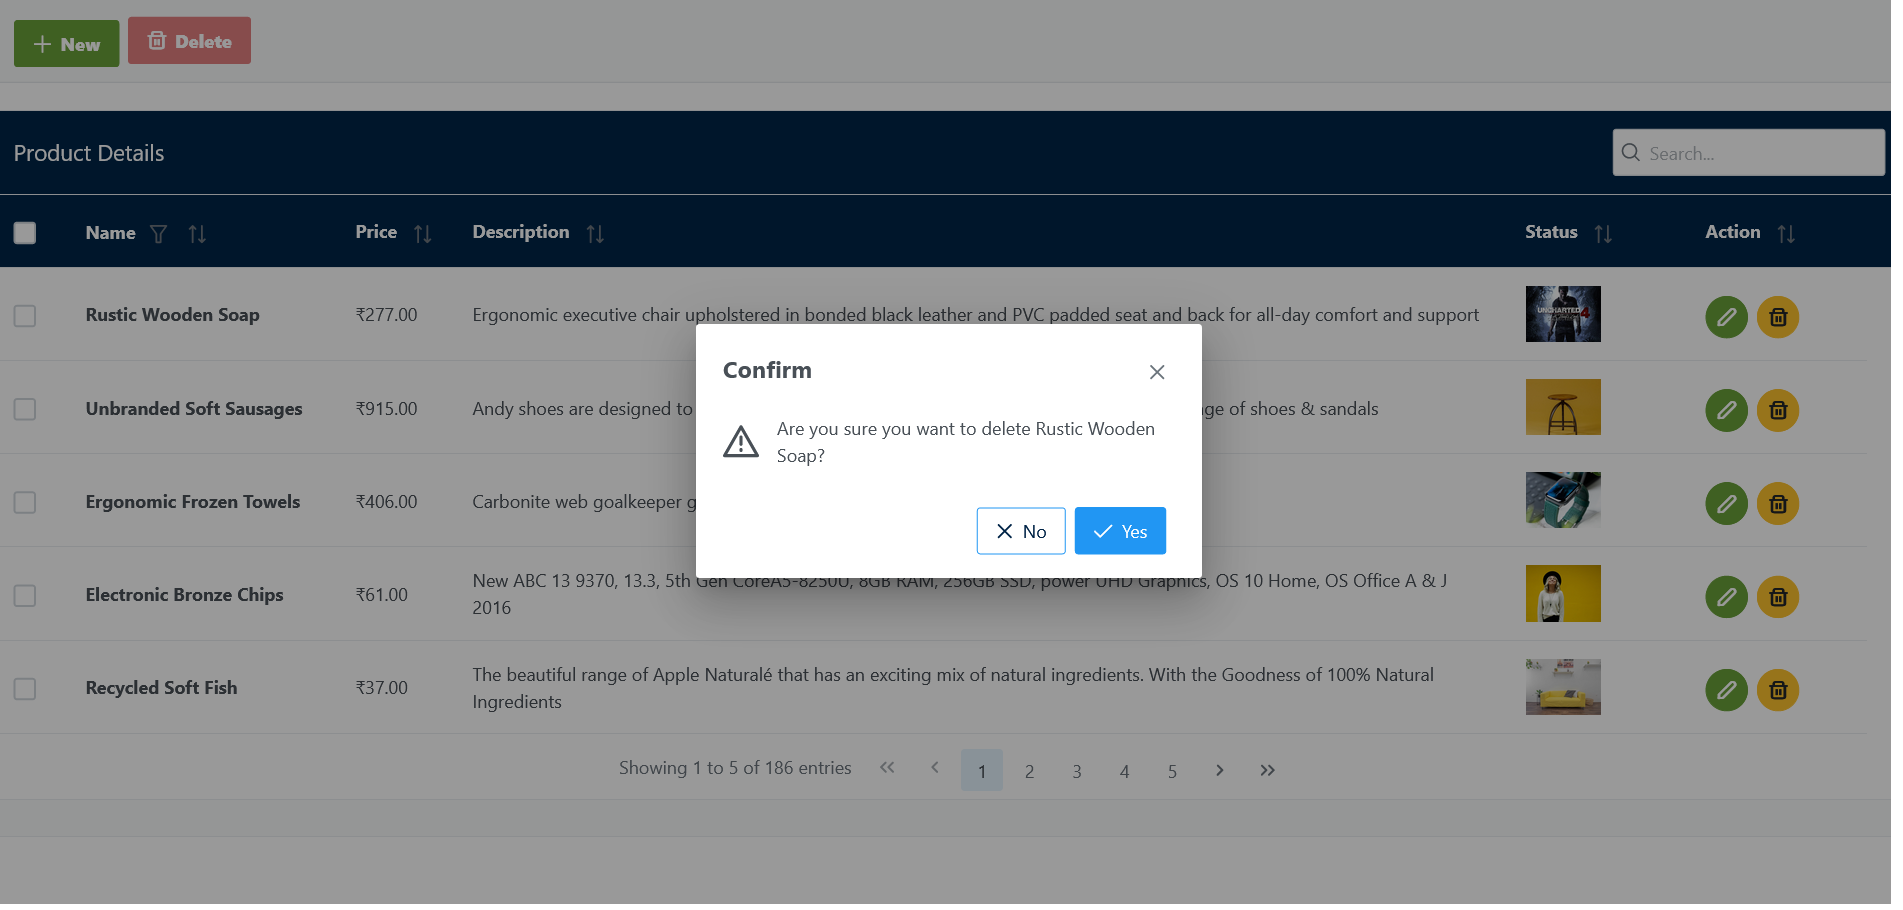 New
Delete
Product Details
Search...
Name
Price
Description
Status
Action
Rustic Wooden Soap
₹277.00
Ergonomic executive chair upholstered in bonded black leather and PVC padded seat and back for all-day comfort and support
UNCHARTED 4
Unbranded Soft Sausages
₹915.00
Andy shoes are designed to
of shoes & sandals
Ergonomic Frozen Towels
₹406.00
Carbonite web goalkeeper
Electronic Bronze Chips
₹61.00
New ABC 13 9370, 13.3, 5th Gen CoreA5-8250U, 8GB RAM, 256GB SSD, power UHD Graphics, OS 10 Home, OS Office A & J
2016
Recycled Soft Fish
₹37.00
The beautiful range of Apple Naturalé that has an exciting mix of natural ingredients. With the Goodness of 100% Natural
Ingredients
Showing 1 to 5 of 186 entries
1
2
3
4
5
Confirm
Are you sure you want to delete Rustic Wooden
Soap?
No
Yes